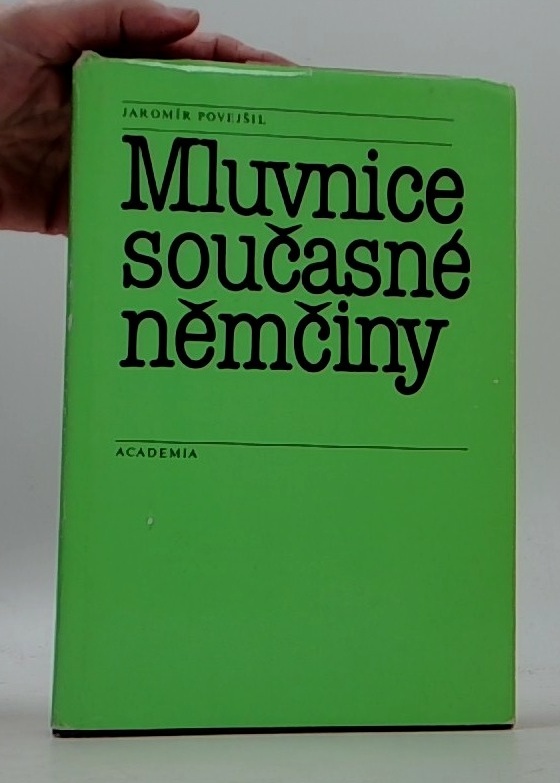 JAROMÍR POVEJŠIL
Mluvnice
současné
němčiny
ACADEMIA